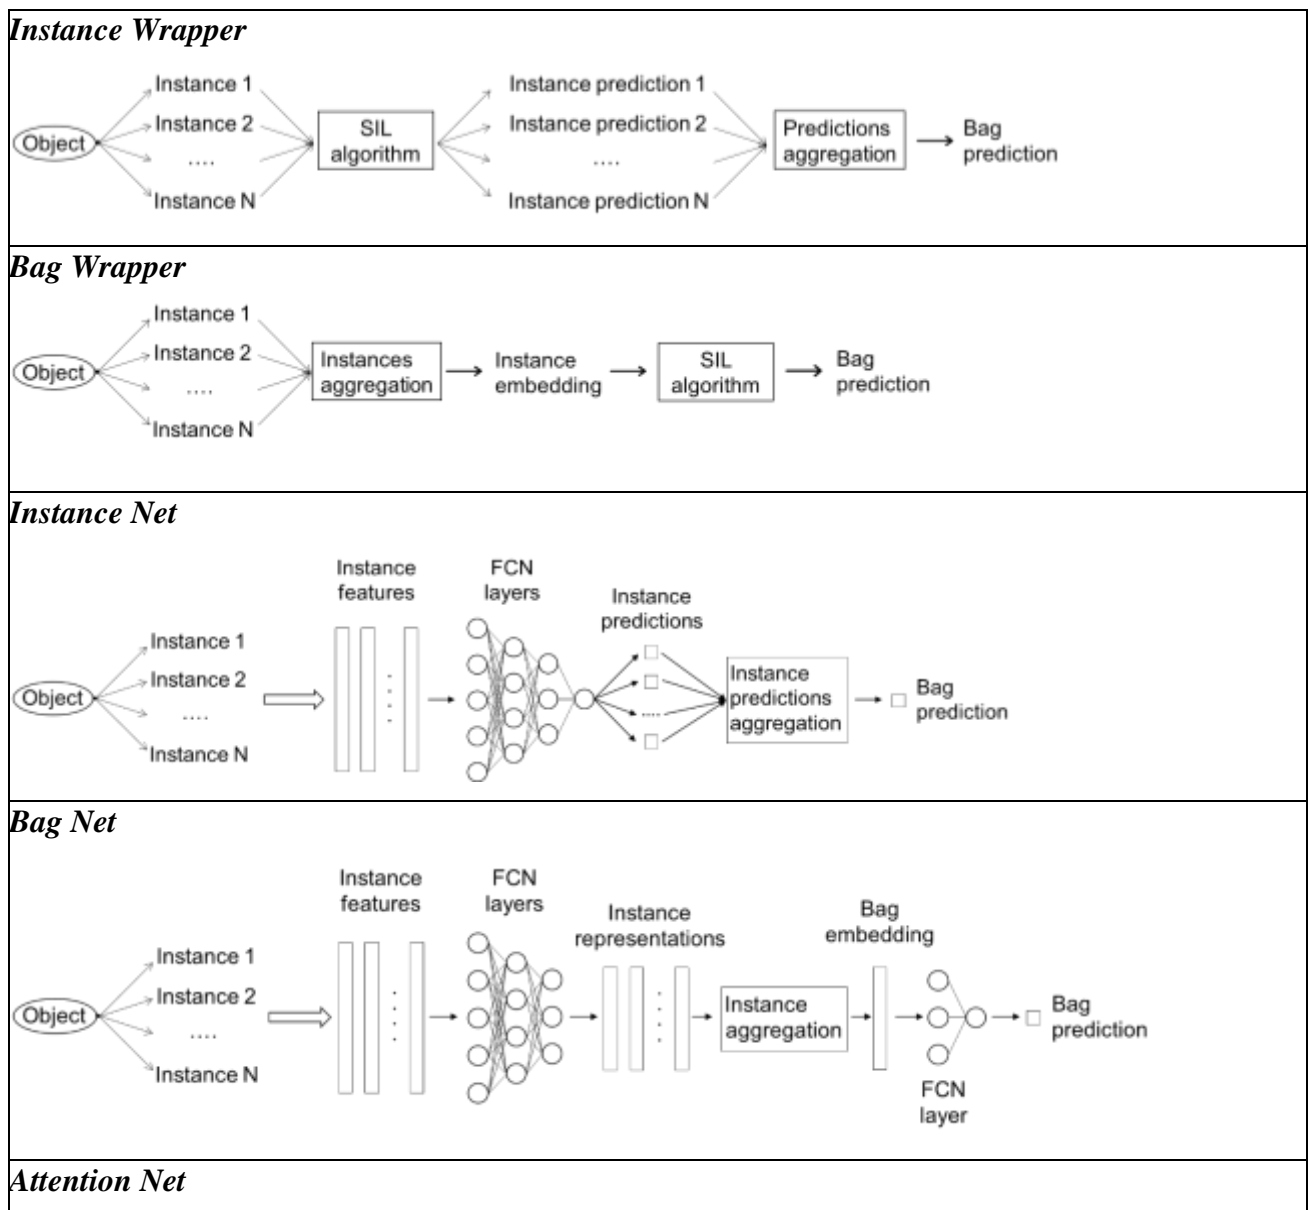 Instance Wrapper
Object
Instance 1
Instance 2
....
Instance N
SIL
algorithm
Instance prediction 1
Instance prediction 2
....
Instance prediction N
Predictions
aggregation
Bag
prediction
Bag Wrapper
Object
Instance 1
Instance 2
....
Instance N
Instances
aggregation
Instance
embedding
SIL
algorithm
Bag
prediction
Instance Net
Object
Instance 1
Instance 2
....
Instance N
Instance
features
FCN
layers
Instance
predictions
....
Instance
predictions
aggregation
Bag
prediction
Bag Net
Object
Instance 1
Instance 2
....
Instance N
Instance
features
FCN
layers
Instance
representations
Instance
aggregation
Bag
embedding
FCN
layer
Bag
prediction
Attention Net